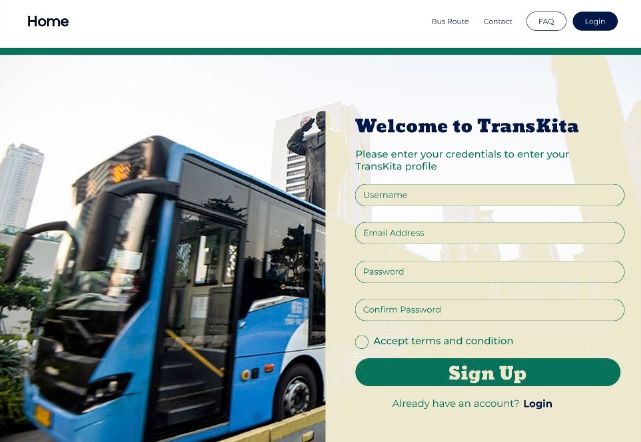 Home
Bus Route
Contact
FAQ
Login
Welcome to TransKita
Please enter your credentials to enter your
TransKita profile
Username
Email Address
Password
Confirm Password
Accept terms and condition
Sign Up
Already have an account? Login